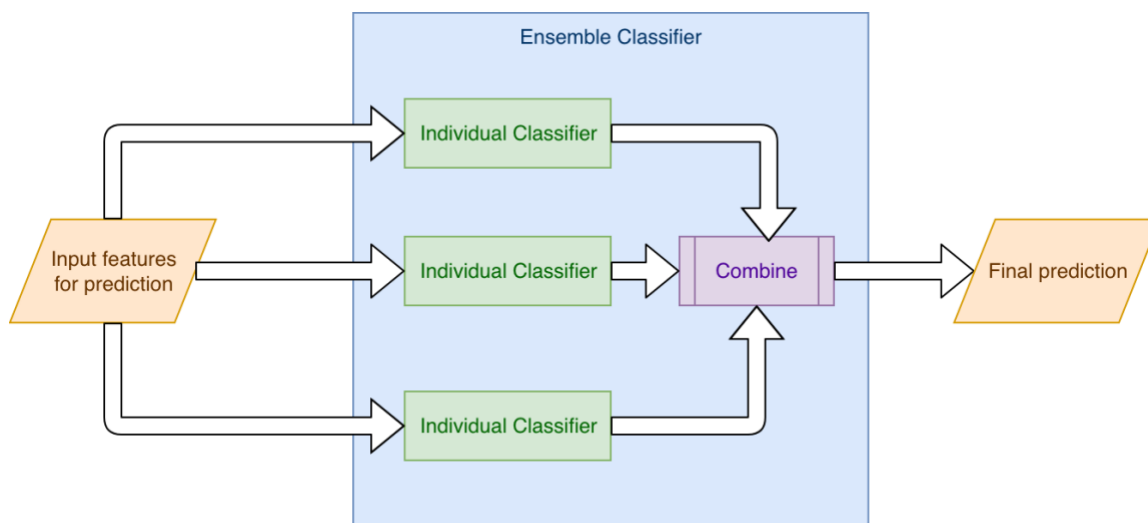 Ensemble Classifier
Individual Classifier
Input features
for prediction
Individual Classifier
Combine
Final prediction
Individual Classifier